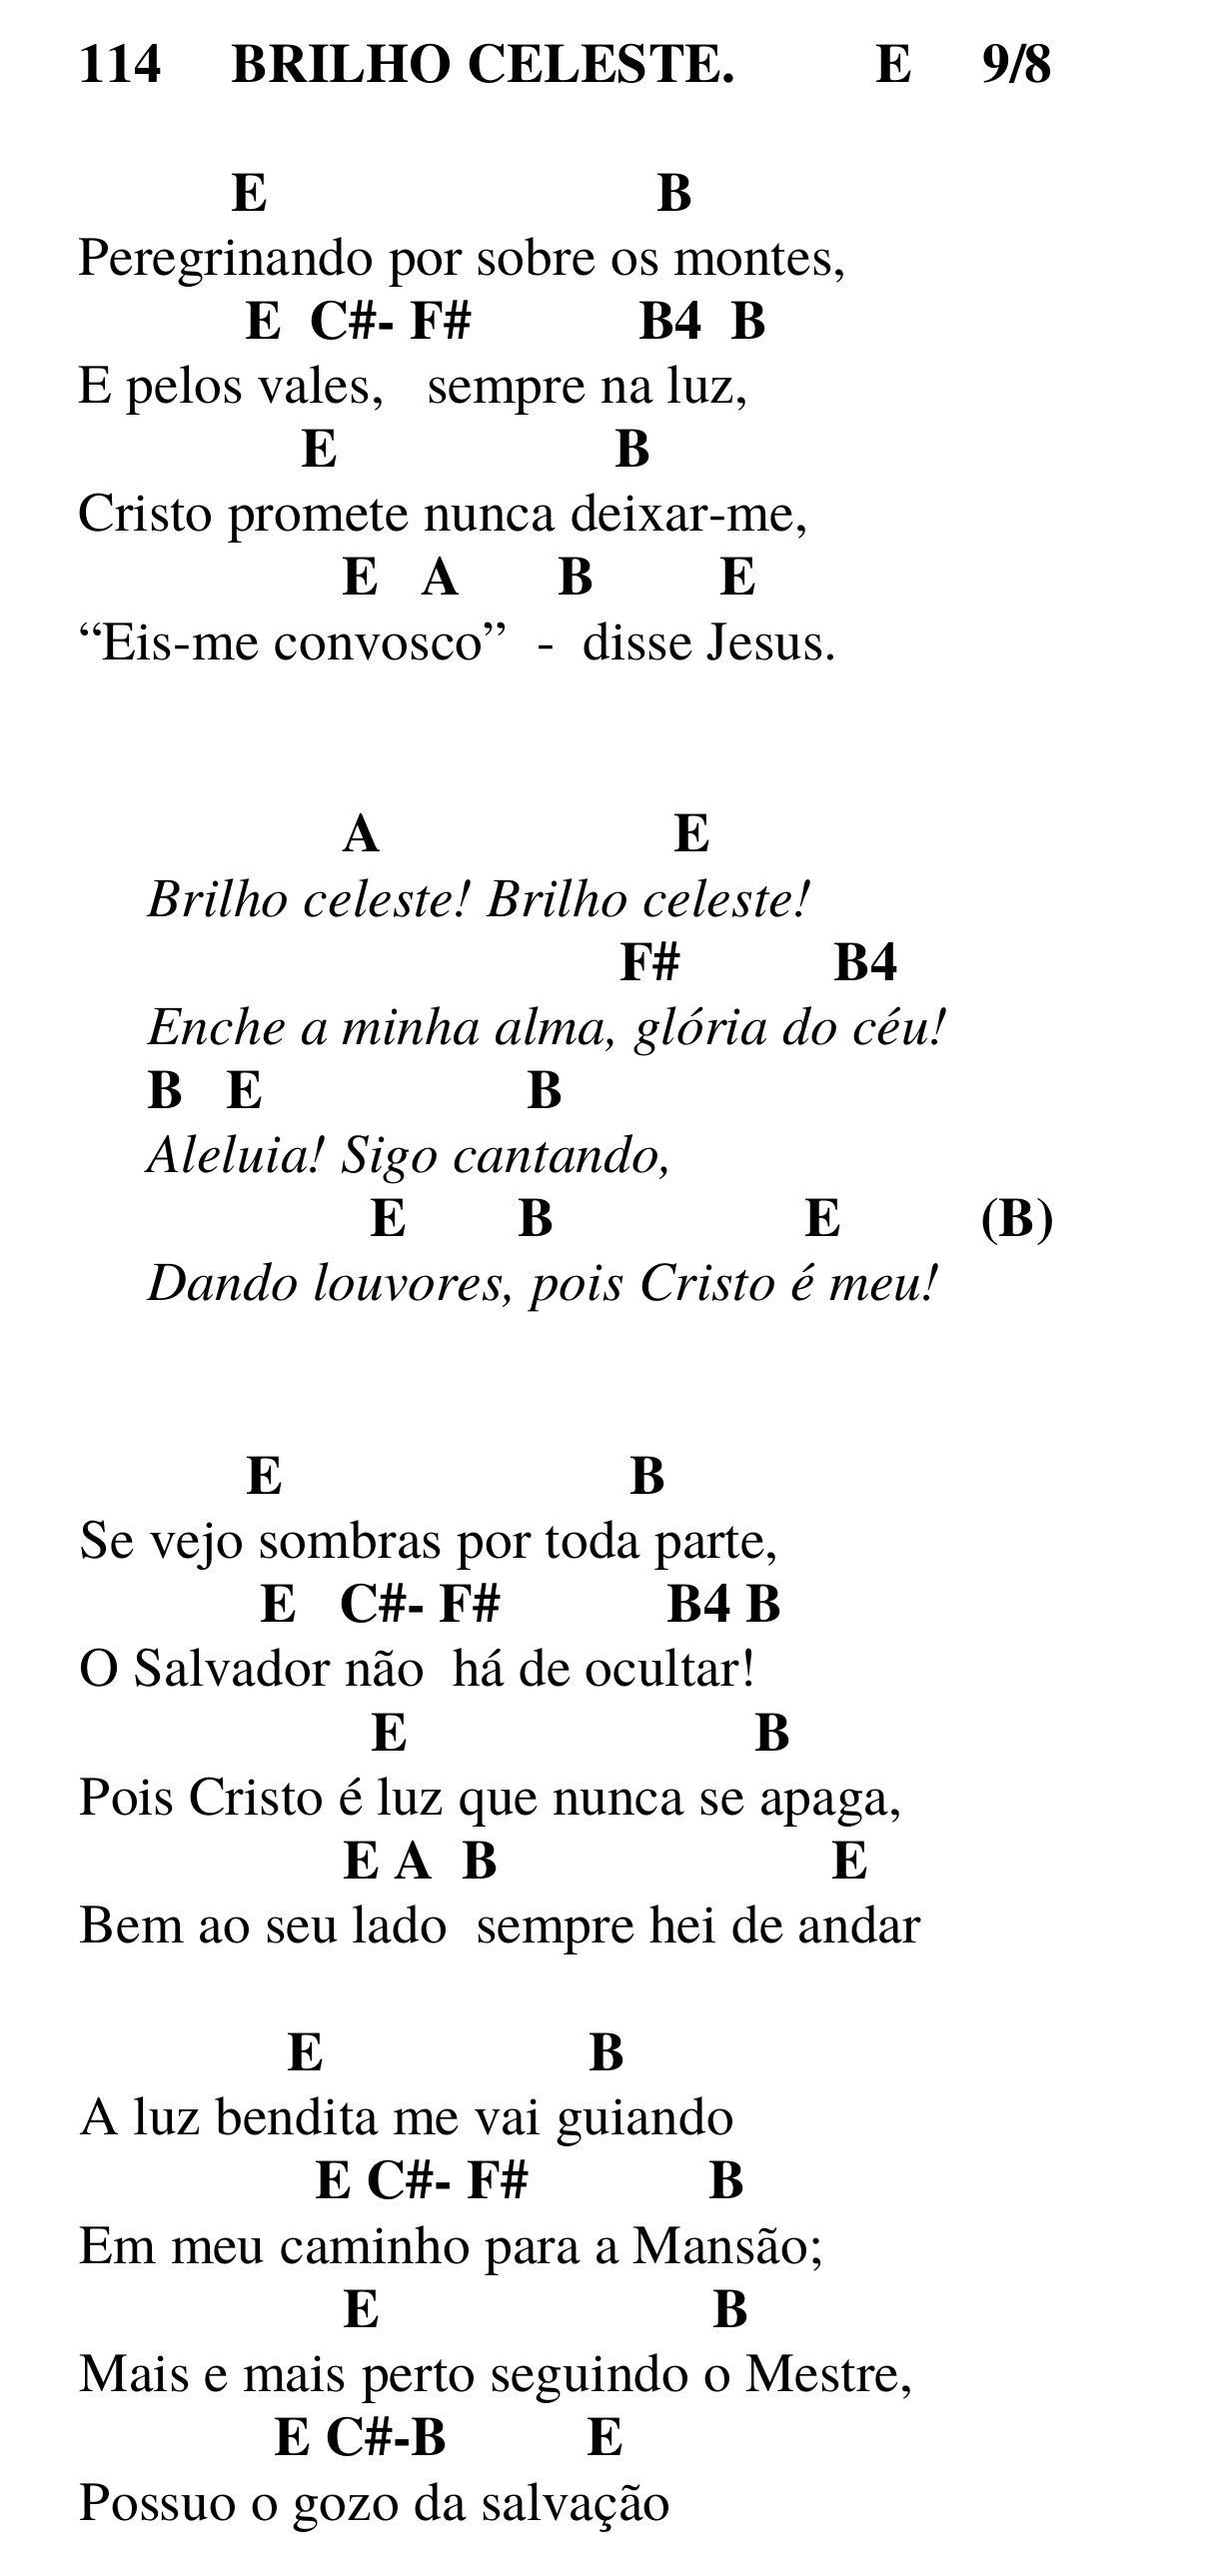 114 BRILHO CELESTE. E 9/8
E B
Peregrinando por sobre os montes,
E C#- F# B4 B
E pelos vales, sempre na luz,
E B
Cristo promete nunca deixar-me,
E A B E
“Eis-me convosco” - disse Jesus.
A E
Brilho celeste! Brilho celeste!
F# B4
Enche a minha alma, glória do céu!
B E B
Aleluia! Sigo cantando,
E B E (B)
Dando louvores, pois Cristo é meu!
E B
Se vejo sombras por toda parte,
E C#- F# B4 B
O Salvador não há de ocultar!
E B
Pois Cristo é luz que nunca se apaga,
E A B E
Bem ao seu lado sempre hei de andar
E B
A luz bendita me vai guiando
E C#- F# B
Em meu caminho para a Mansão;
E B
Mais e mais perto seguindo o Mestre,
E C#-B E
Possuo o gozo da salvação